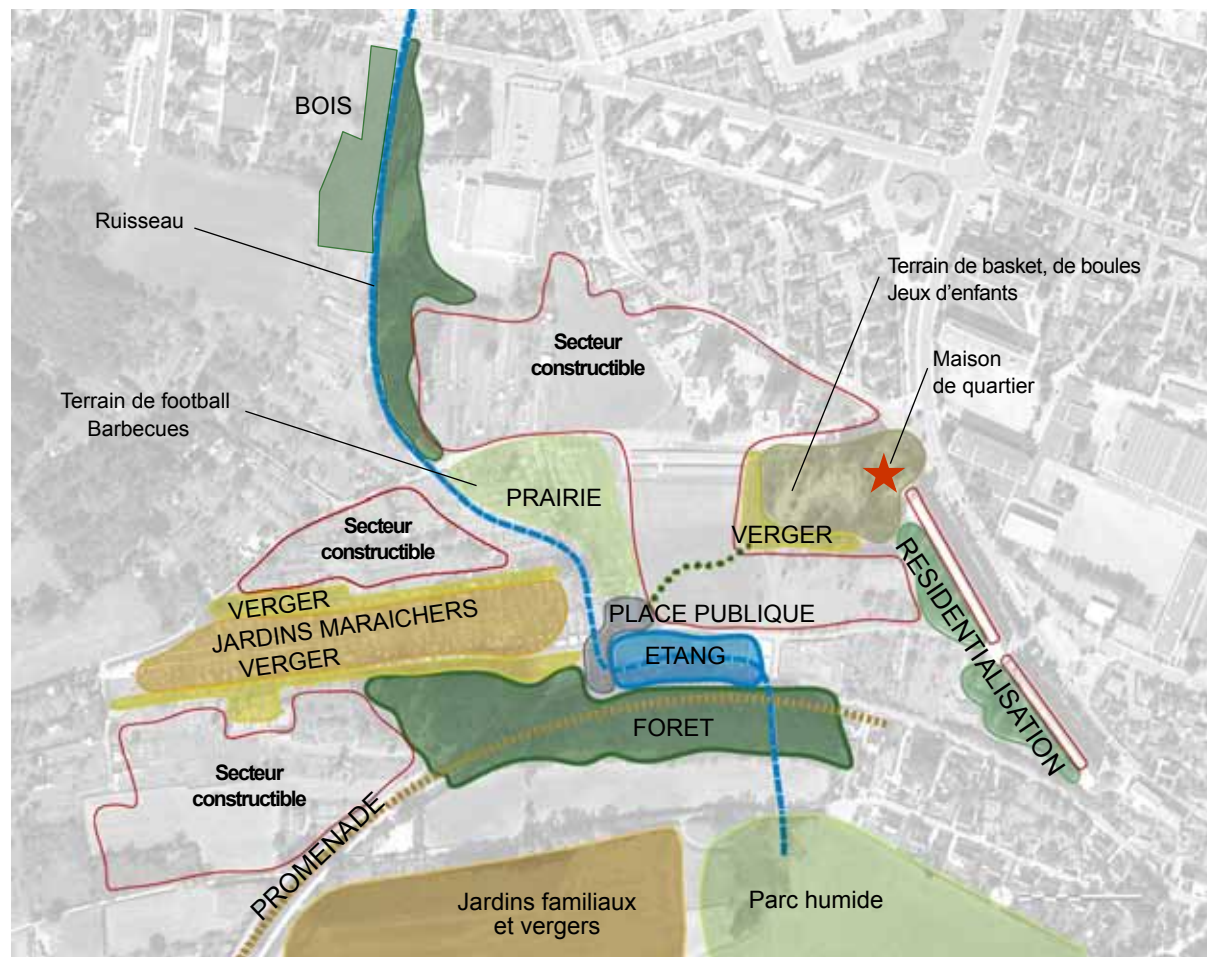 BOIS
Ruisseau
Terrain de basket, de boules
Jeux d’enfants
Secteur
constructible
Maison
de quartier
Terrain de football
Barbecues
PRAIRIE
VERGER
Secteur
constructible
RESIDENTIALISATION
VERGER
JARDINS MARAICHERS
VERGER
PLACE PUBLIQUE
ETANG
FORET
Secteur
constructible
PROMENADE
Jardins familiaux
et vergers
Parc humide